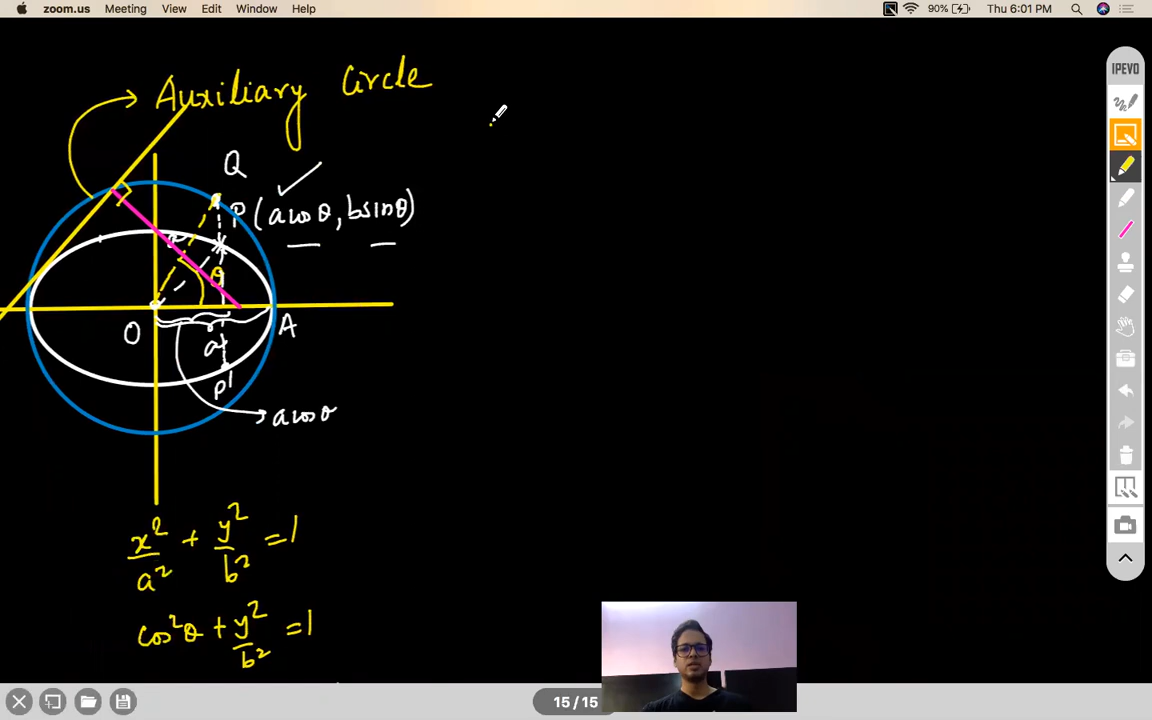 zoom.us Meeting View Edit Window Help
90% Thu 6:01 PM
IPEVO
Auxiliary Circle
Q
P (a cos θ, b sin θ)
r
θ
O
A
a
P'
a cos θ
x²/a² + y²/b² = 1
cos²θ + y²/b² = 1
15 / 15